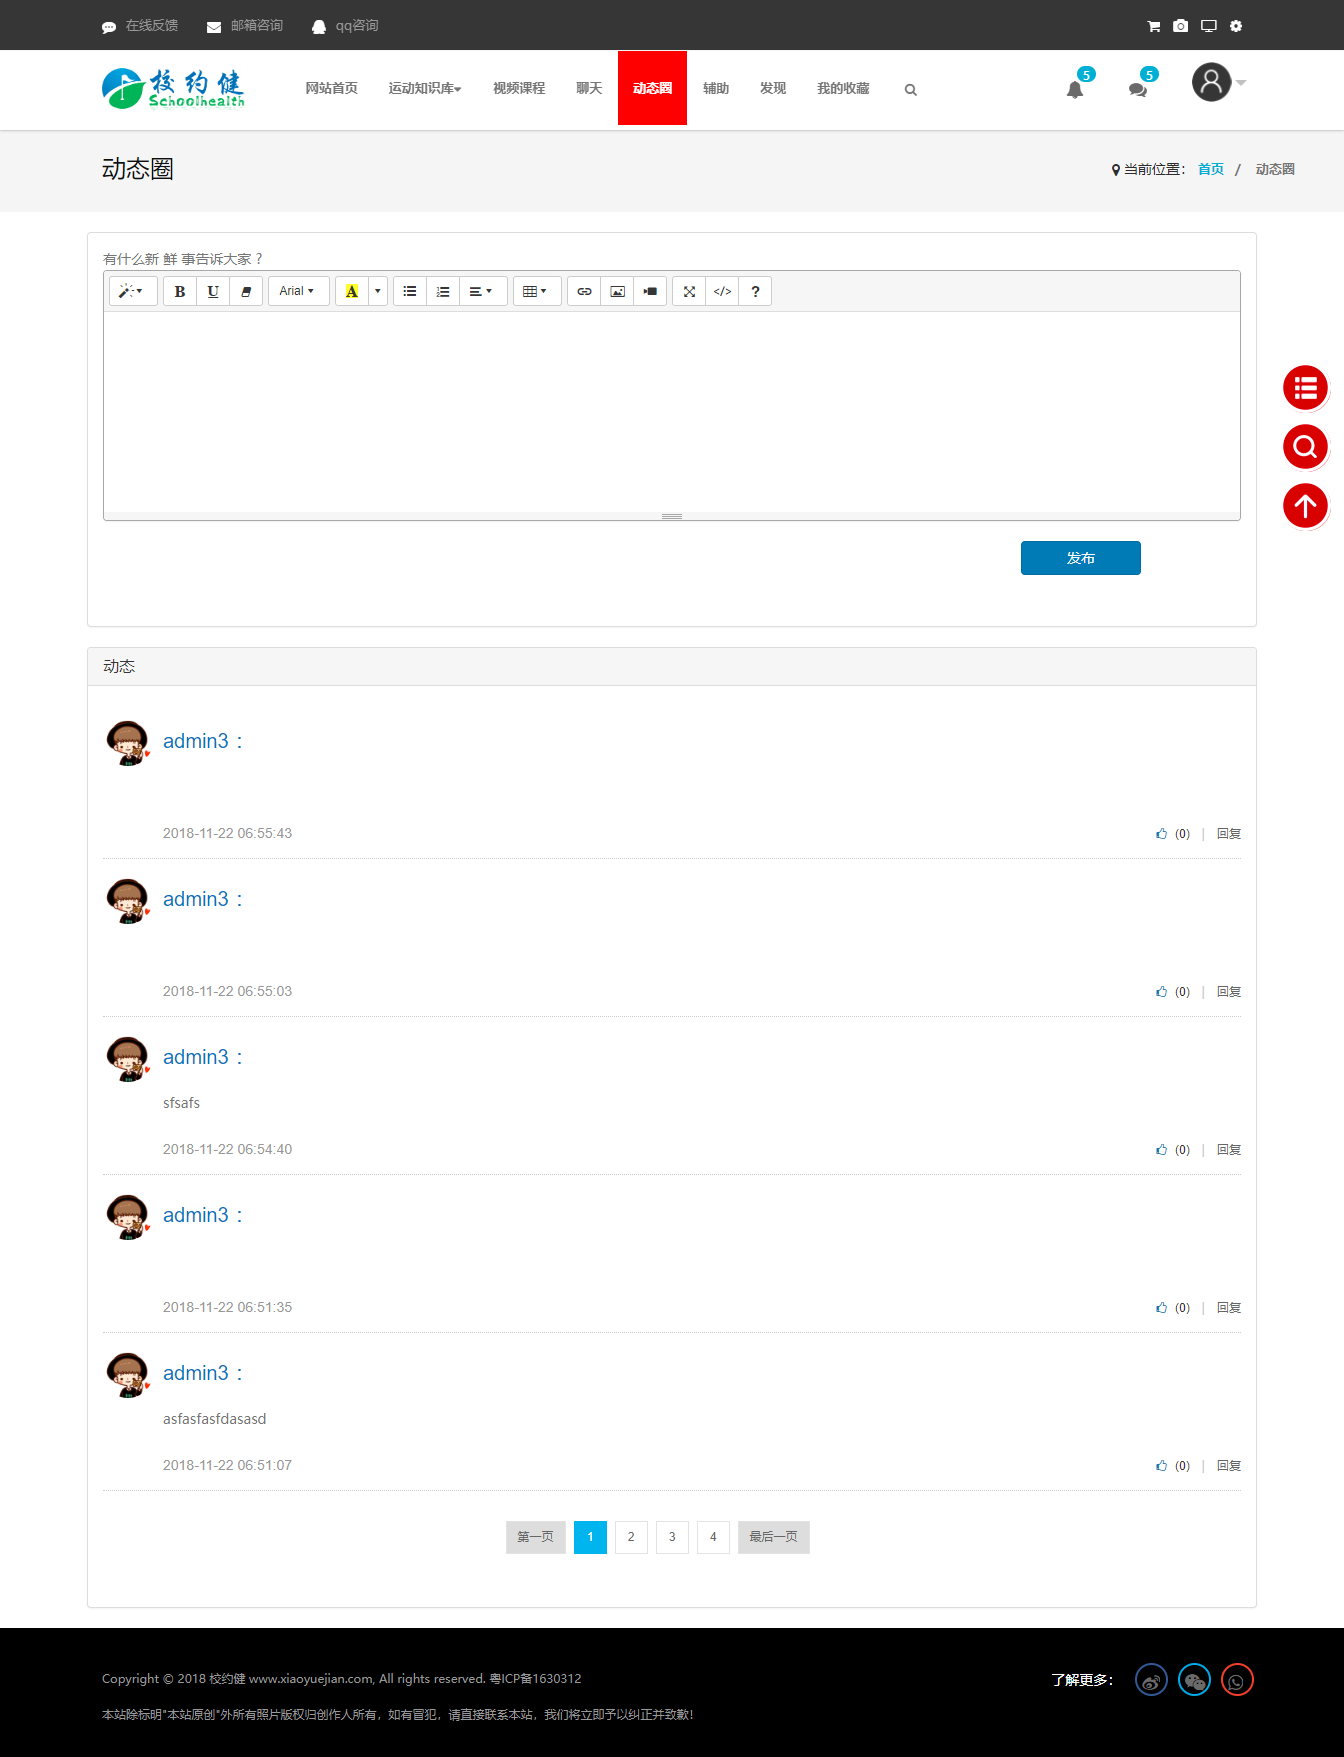 在线反馈 邮箱咨询 qq咨询
校约健
Schoolhealth
网站首页 运动知识库 视频课程 聊天 动态圈 辅助 发现 我的收藏
5 5
动态圈
当前位置： 首页 / 动态圈
有什么新 鲜 事告诉大家？
B U Arial A </> ?
发布
动态
admin3 :
2018-11-22 06:55:43 (0) | 回复
admin3 :
2018-11-22 06:55:03 (0) | 回复
admin3 :
sfsafs
2018-11-22 06:54:40 (0) | 回复
admin3 :
2018-11-22 06:51:35 (0) | 回复
admin3 :
asfasfasfdasasd
2018-11-22 06:51:07 (0) | 回复
第一页 1 2 3 4 最后一页
Copyright © 2018 校约健 www.xiaoyuejian.com, All rights reserved. 粤ICP备1630312
了解更多：
本站除标明"本站原创"外所有照片版权归创作人所有，如有冒犯，请直接联系本站，我们将立即予以纠正并致歉！